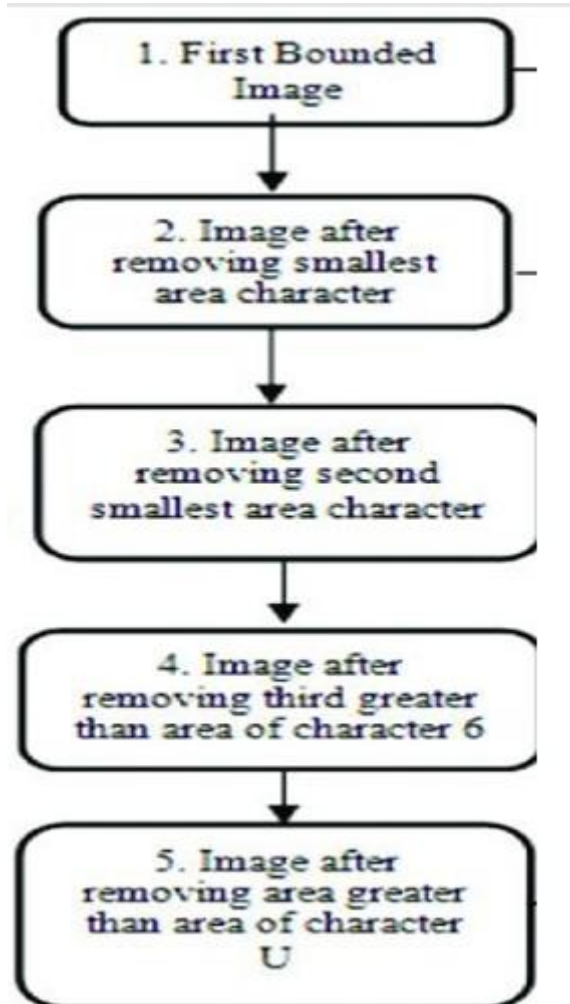 1. First Bounded
Image
2. Image after
removing smallest
area character
3. Image after
removing second
smallest area character
4. Image after
removing third greater
than area of character 6
5. Image after
removing area greater
than area of character
U